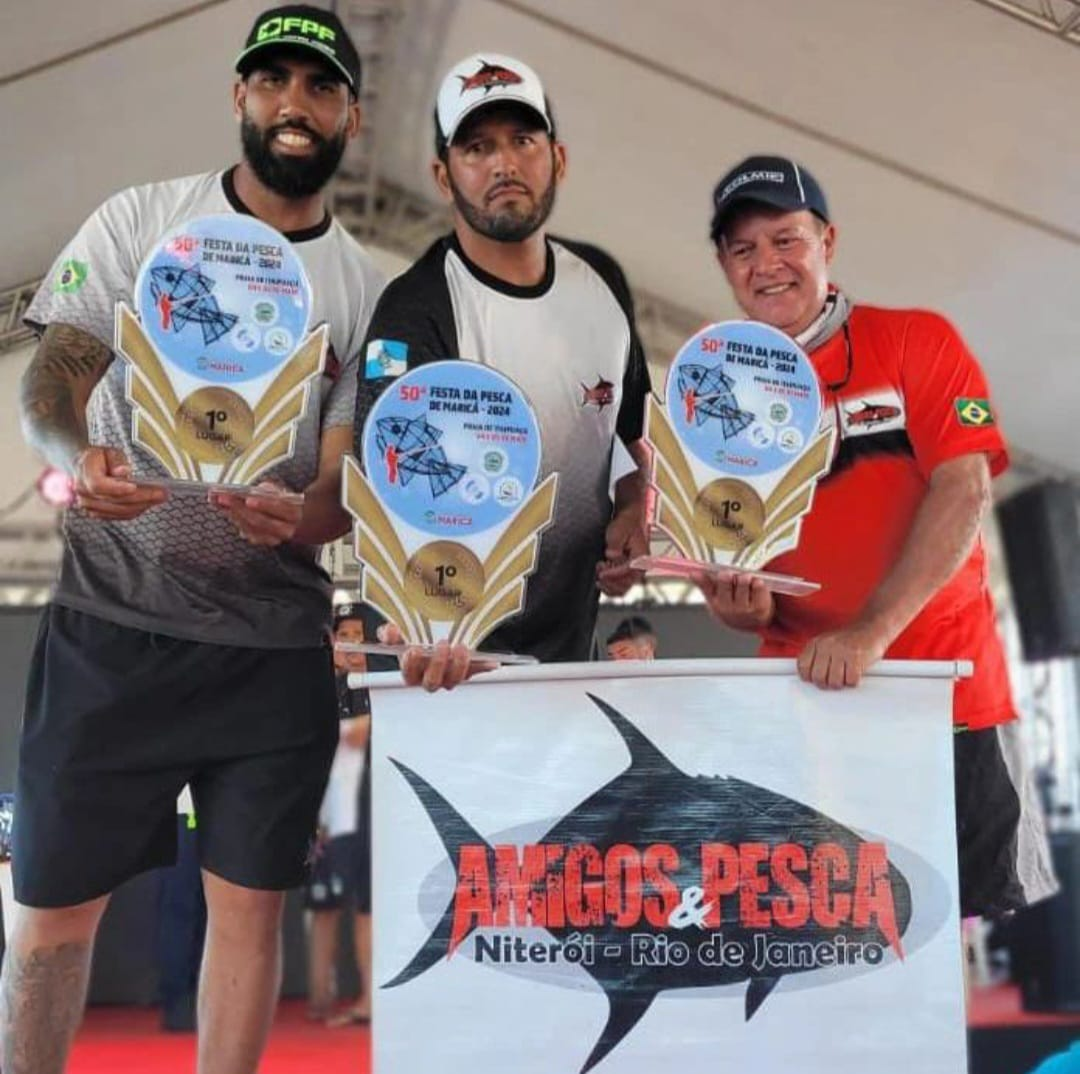 FPF
50ª FESTA DA PESCA
DE MARICÁ - 2024
MARICÁ
1º
LUGAR
50ª FESTA DA PESCA
DE MARICÁ - 2024
MARICÁ
1º
LUGAR
50ª FESTA DA PESCA
DE MARICÁ - 2024
MARICÁ
1º
LUGAR
AMIGOS & PESCA
Niterói - Rio de Janeiro